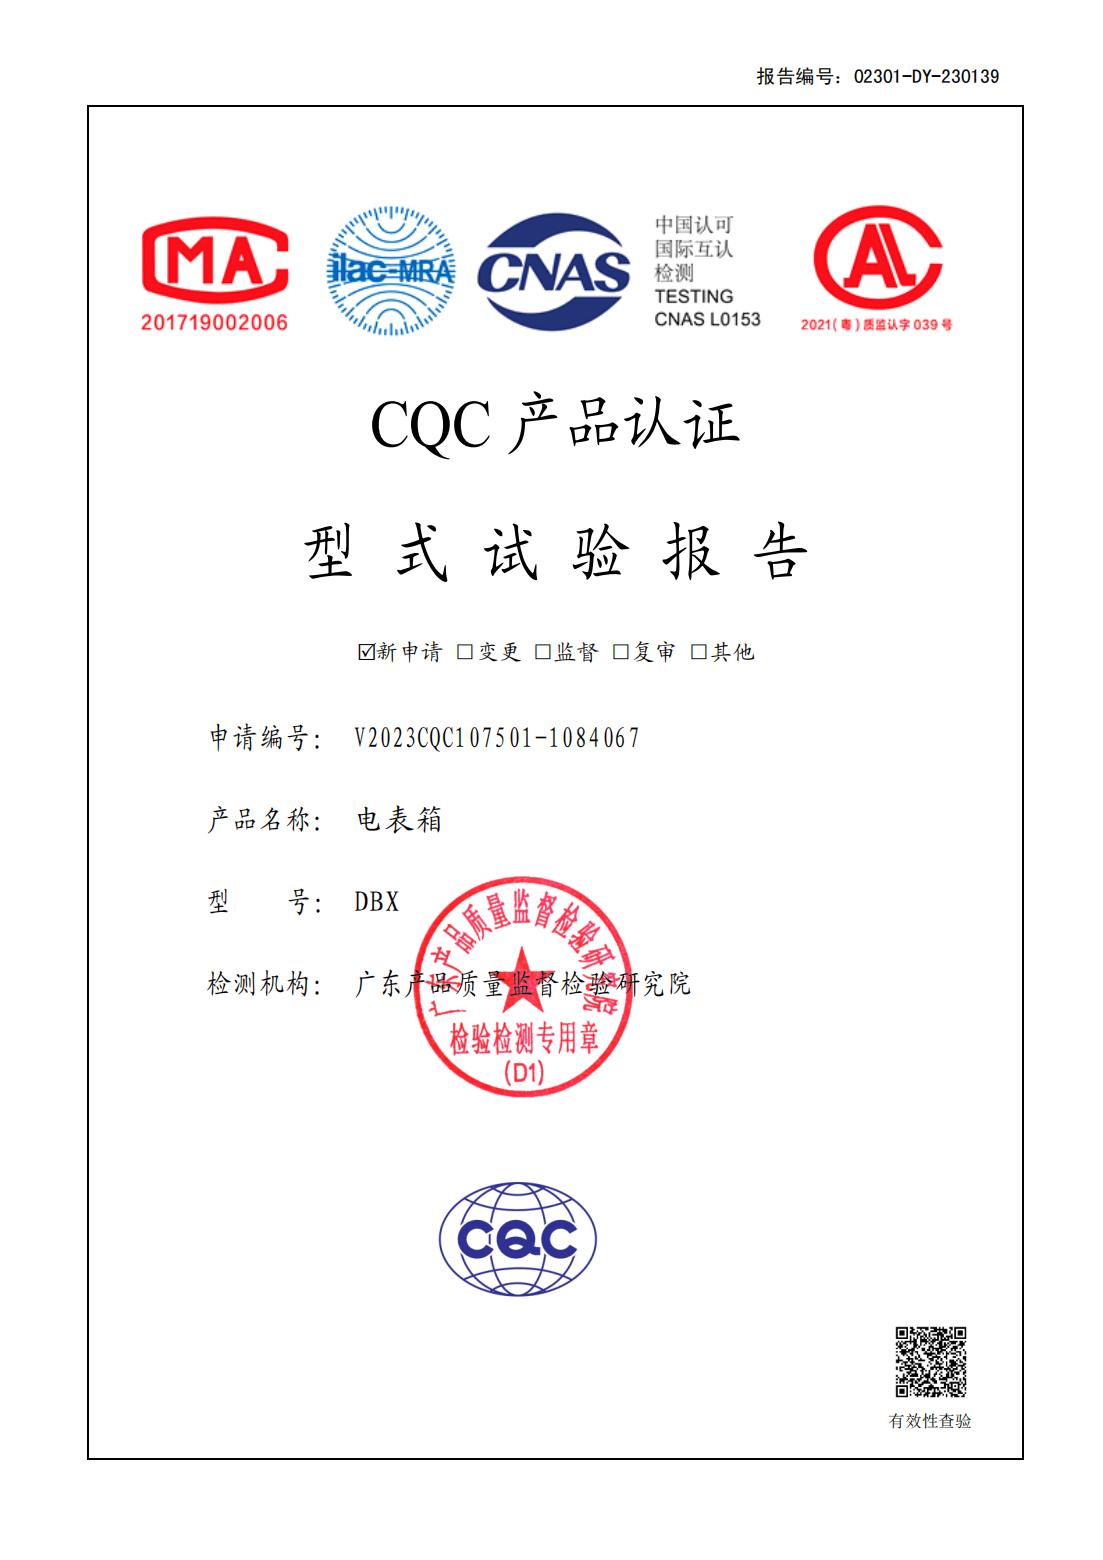 报告编号：02301-DY-230139
MA
201719002006
ilac-MRA
CNAS
中国认可
国际互认
检测
TESTING
CNAS L0153
CAL
2021(粤)质监认字039号
CQC 产品认证
型式试验报告
☑新申请 □变更 □监督 □复审 □其他
申请编号： V2023CQC107501-1084067
产品名称： 电表箱
型 号： DBX
检测机构： 广东产品质量监督检验研究院
广东产品质量监督检验研究院
检验检测专用章
(D1)
CQC
有效性查验